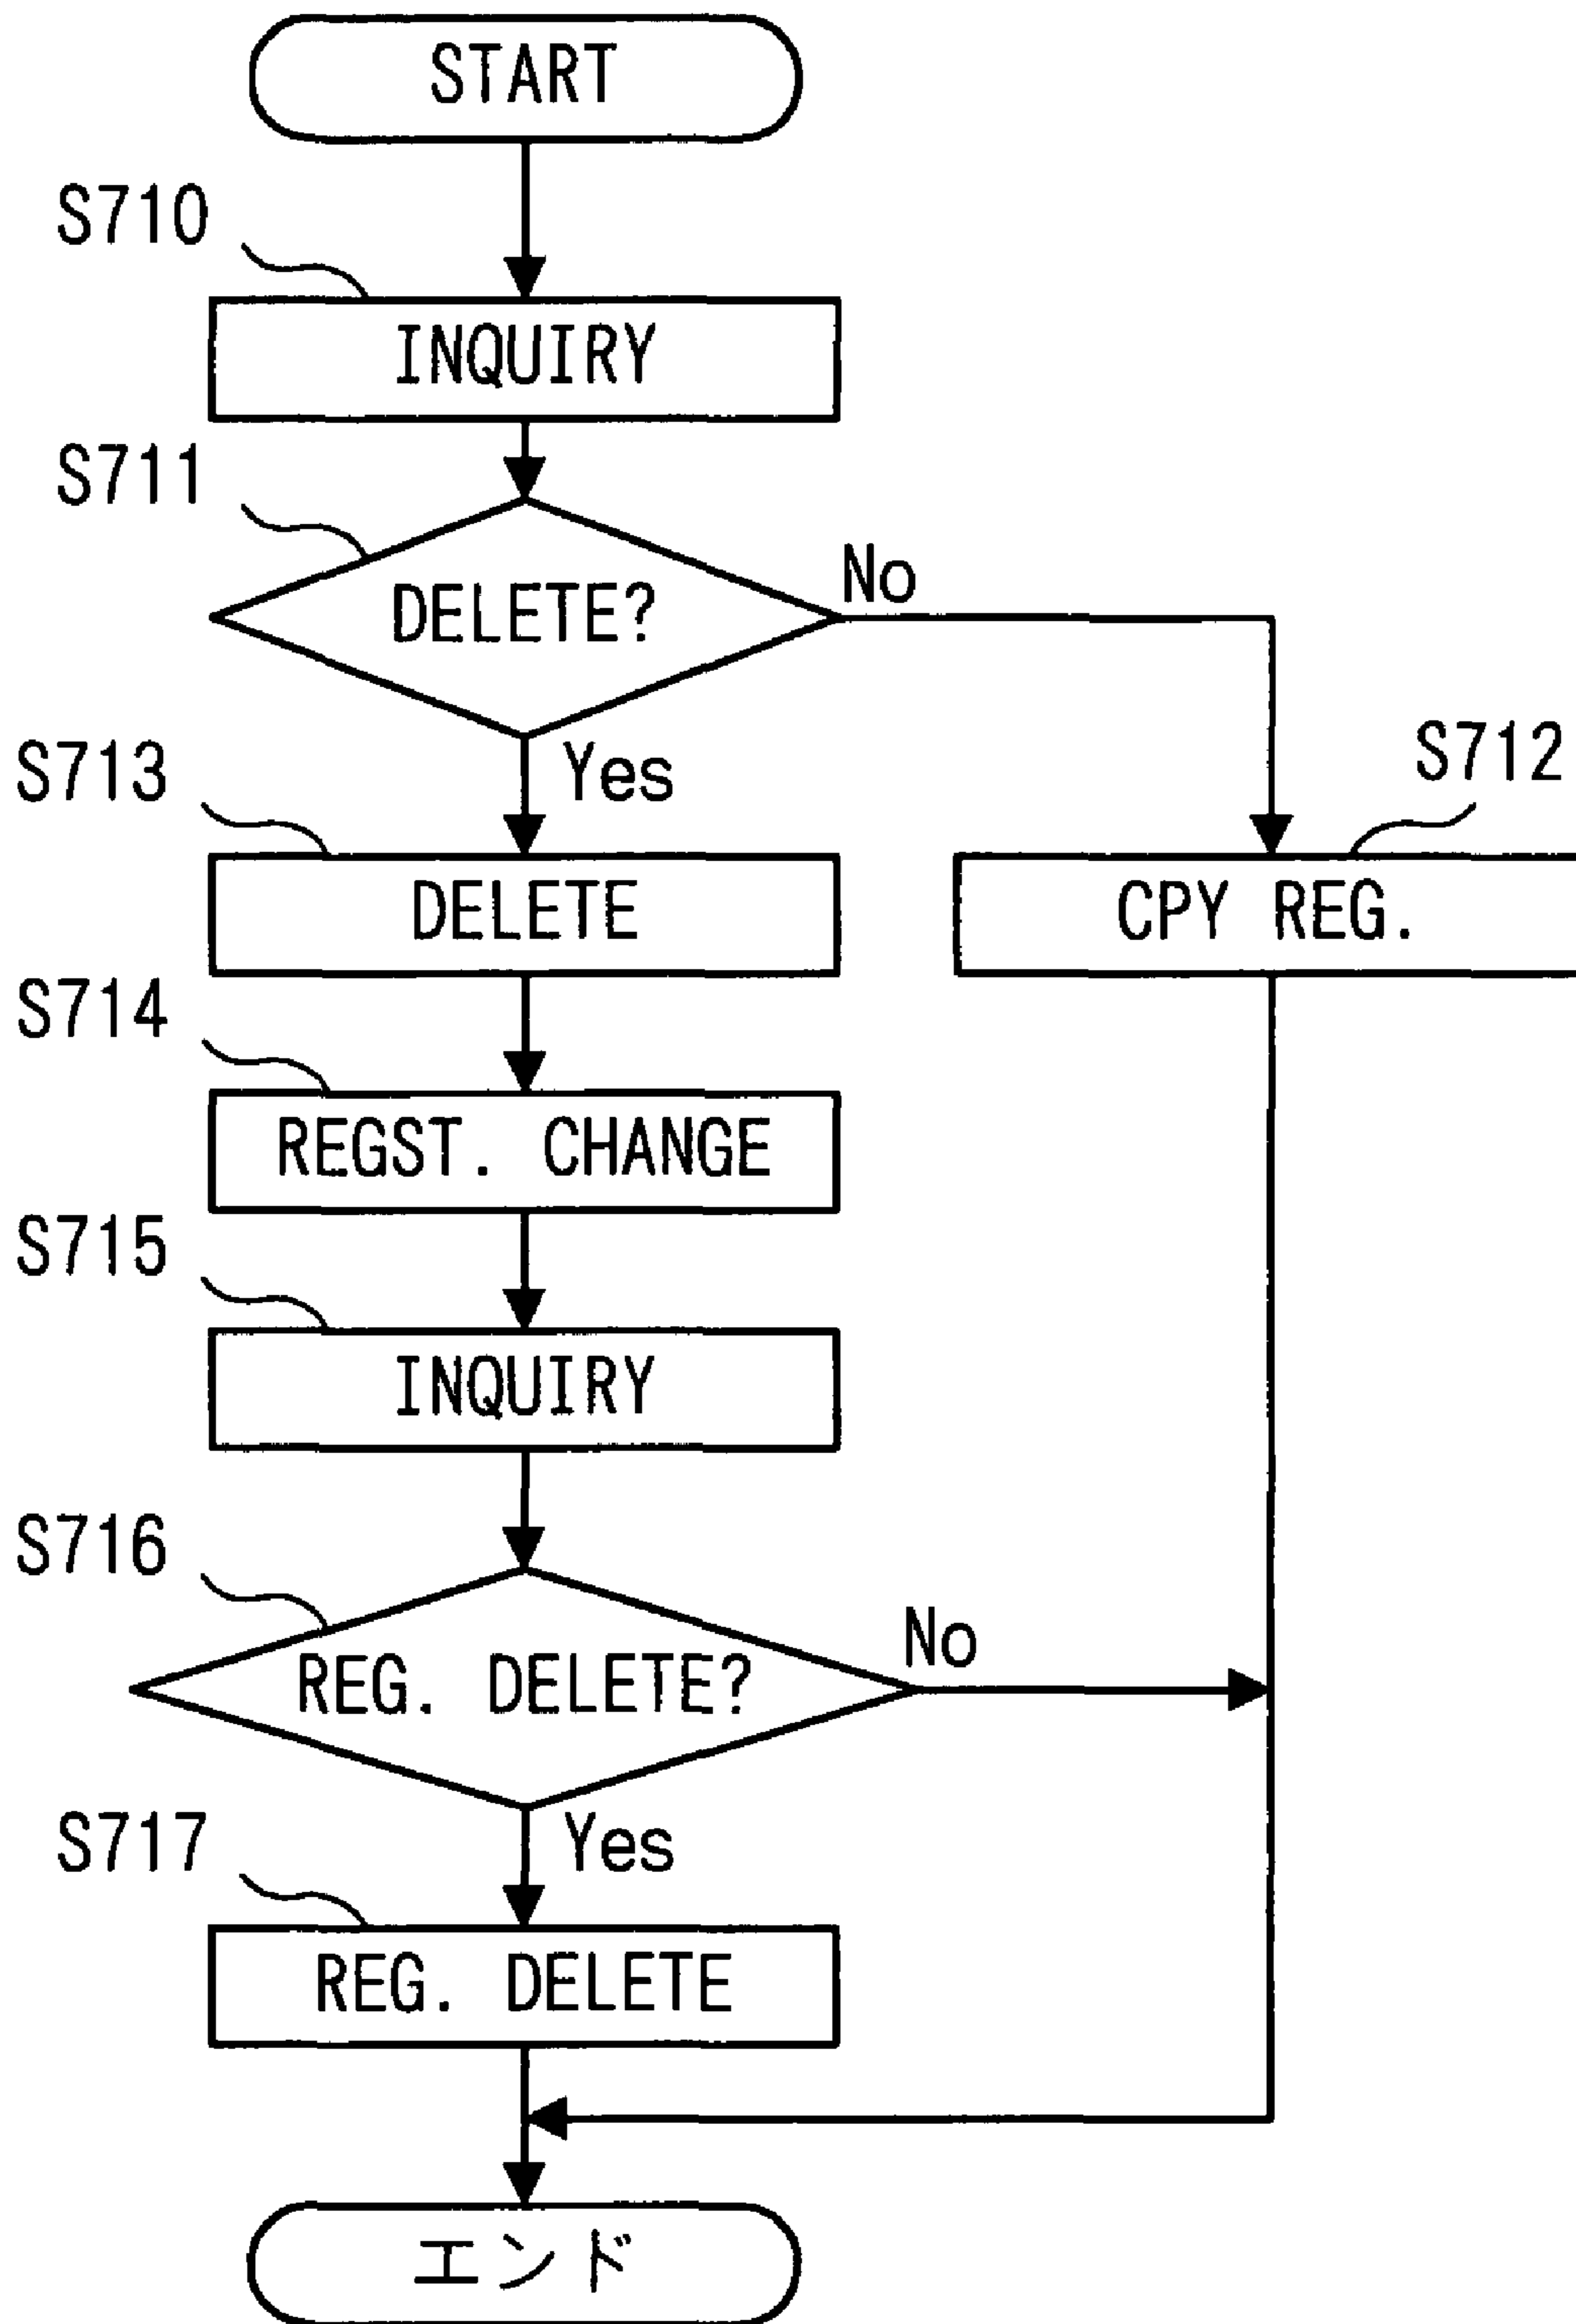 START
S710
INQUIRY
S711
DELETE?
No
Yes
S713
S712
DELETE
CPY REG.
S714
REGST. CHANGE
S715
INQUIRY
S716
REG. DELETE?
No
Yes
S717
REG. DELETE
エンド